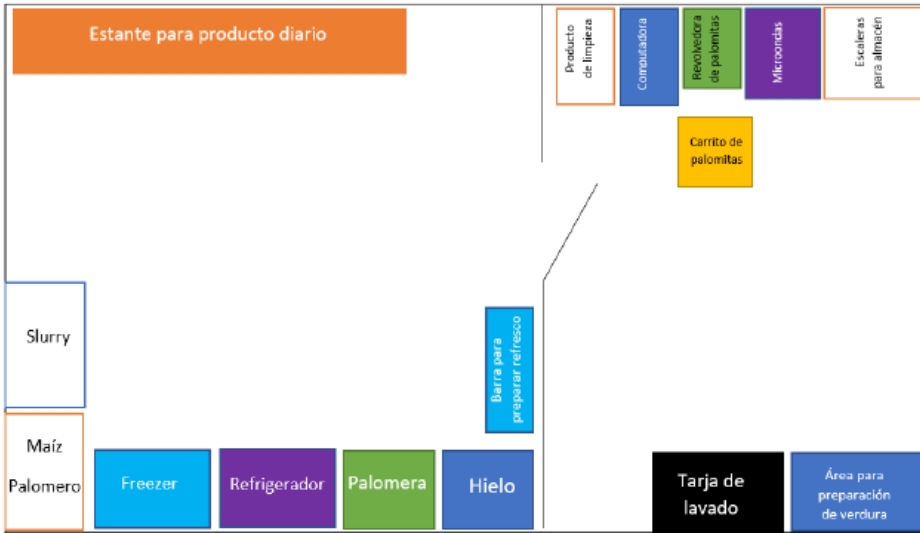 Estante para producto diario
Producto
de limpieza
Computadora
Revolvedora
de palomitas
Microondas
Escaleras
para almacén
Carrito de
palomitas
Slurry
Barra para
preparar refresco
Maíz
Palomero
Freezer
Refrigerador
Palomera
Hielo
Tarja de
lavado
Área para
preparación
de verdura